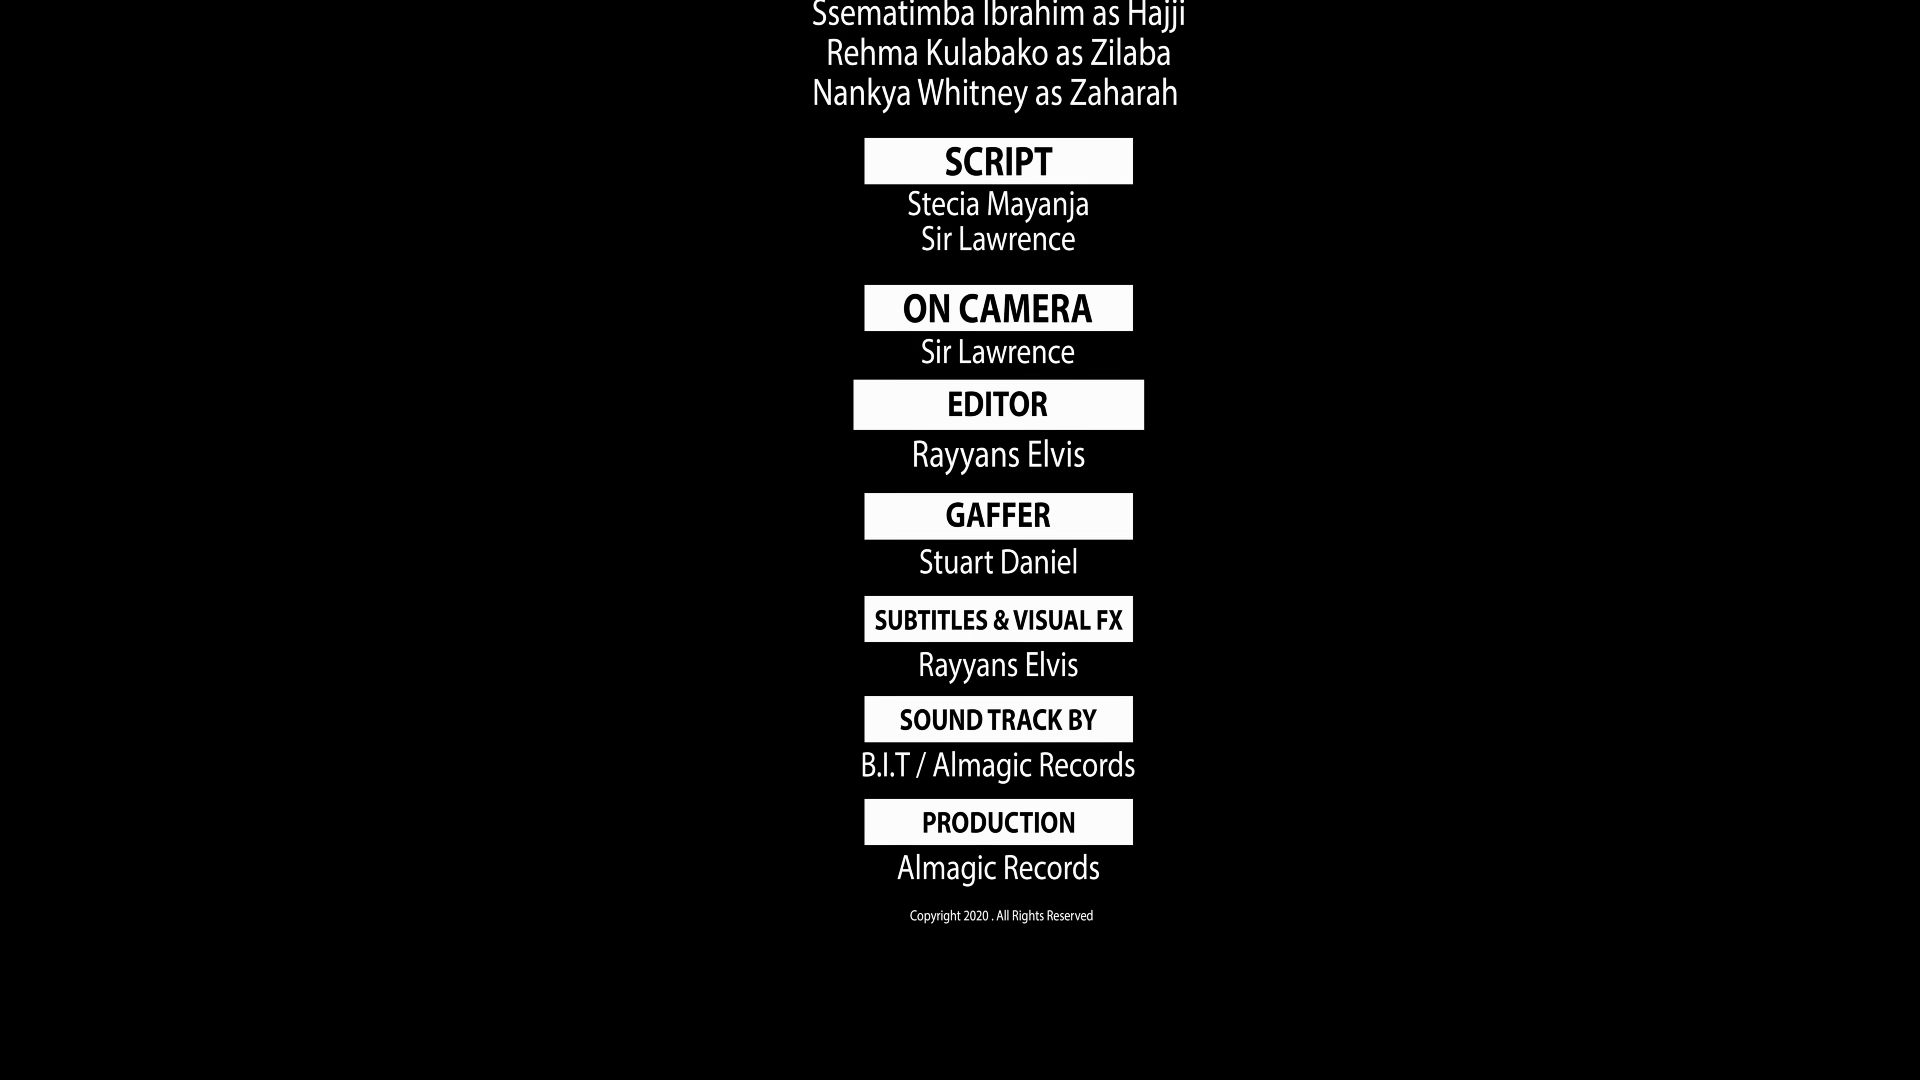 Ssematimba Ibrahim as Hajji
Rehma Kulabako as Zilaba
Nankya Whitney as Zaharah
SCRIPT
Stecia Mayanja
Sir Lawrence
ON CAMERA
Sir Lawrence
EDITOR
Rayyans Elvis
GAFFER
Stuart Daniel
SUBTITLES & VISUAL FX
Rayyans Elvis
SOUND TRACK BY
B.I.T / Almagic Records
PRODUCTION
Almagic Records
Copyright 2020 . All Rights Reserved